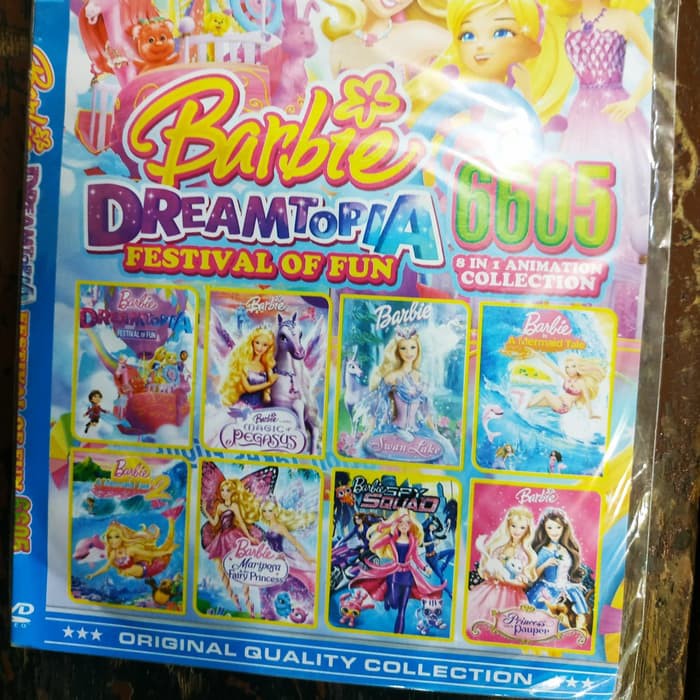 Barbie
DREAMTOPIA
FESTIVAL OF FUN
6605
8 IN 1 ANIMATION
COLLECTION
Barbie
DREAMTOPIA
FESTIVAL OF FUN
Barbie
MAGIC of
PEGASUS
Barbie
Swan Lake
Barbie
A Mermaid Tale
Barbie
2
Barbie
Mariposa
Fairy Princess
Barbie
SPY
SQUAD
Barbie
Princess
Pauper
ORIGINAL QUALITY COLLECTION
Barbie
DREAMTOPIA
FESTIVAL OF FUN 6605